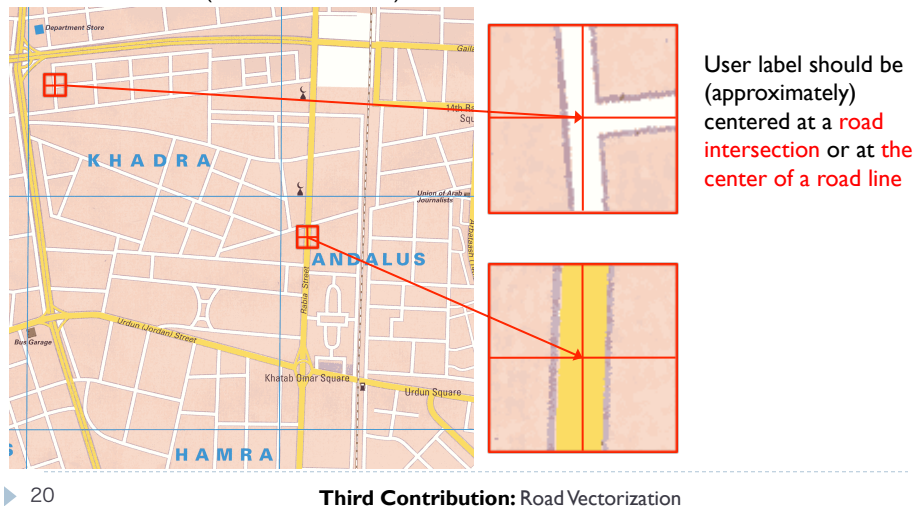 Department Store
Gaila
14th Ra
Squ
KHADRA
Union of Arab
Journalists
ANDALUS
Rabia Street
Urdun (Jordan) Street
Bus Garage
Khatab Omar Square
Urdun Square
S
HAMRA
User label should be
(approximately)
centered at a road
intersection or at the
center of a road line
20
Third Contribution: Road Vectorization